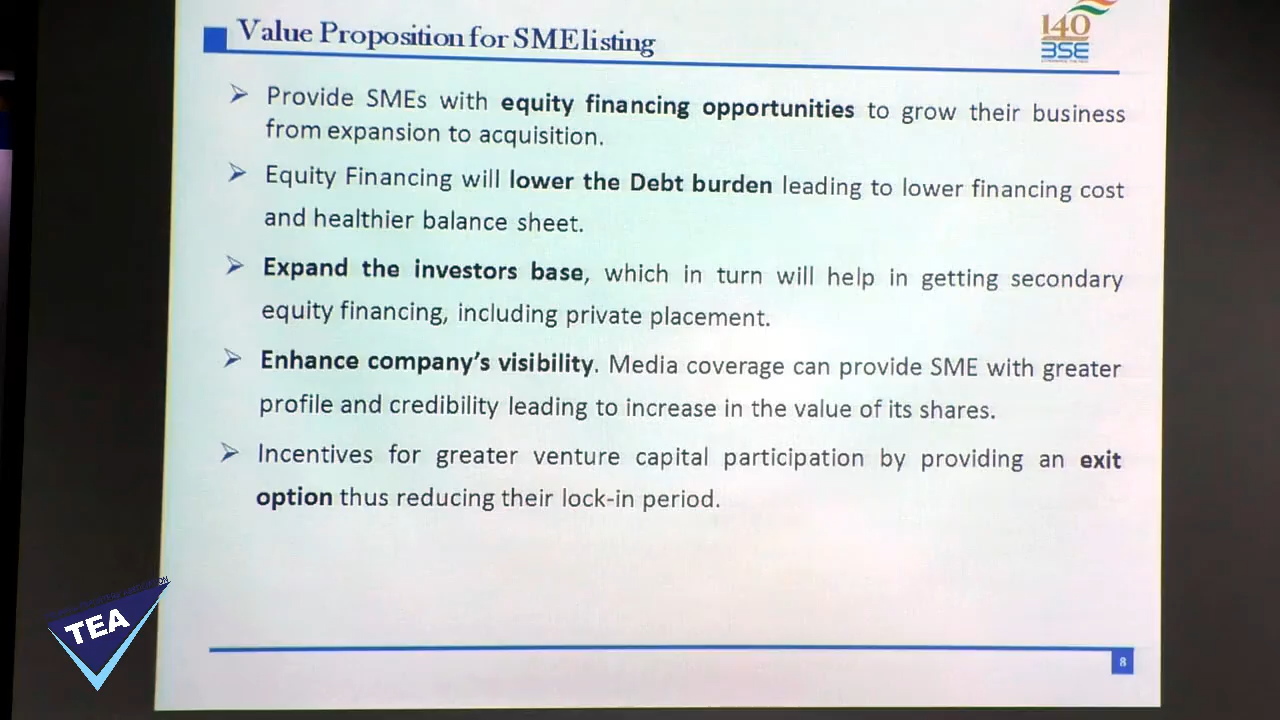 Value Proposition for SME listing
140
BSE
➢ Provide SMEs with equity financing opportunities to grow their business
from expansion to acquisition.
➢ Equity Financing will lower the Debt burden leading to lower financing cost
and healthier balance sheet.
➢ Expand the investors base, which in turn will help in getting secondary
equity financing, including private placement.
➢ Enhance company's visibility. Media coverage can provide SME with greater
profile and credibility leading to increase in the value of its shares.
➢ Incentives for greater venture capital participation by providing an exit
option thus reducing their lock-in period.
TEA
8